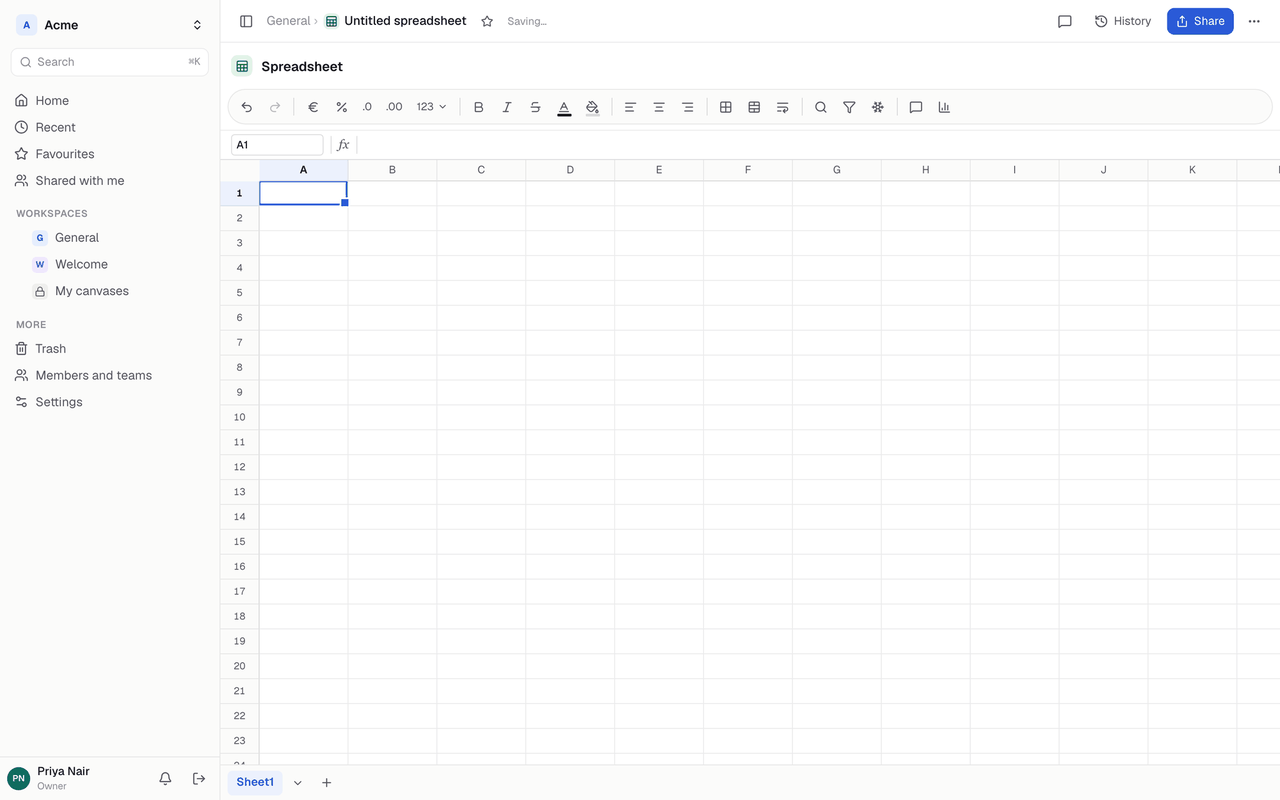 A Acme
Search ⌘K
Home
Recent
Favourites
Shared with me
WORKSPACES
G General
W Welcome
My canvases
MORE
Trash
Members and teams
Settings
PN Priya Nair
Owner
General › Untitled spreadsheet Saving…
History Share
Spreadsheet
€ % .0 .00 123 B I S A
A1 fx
A B C D E F G H I J K
1
2
3
4
5
6
7
8
9
10
11
12
13
14
15
16
17
18
19
20
21
22
23
Sheet1